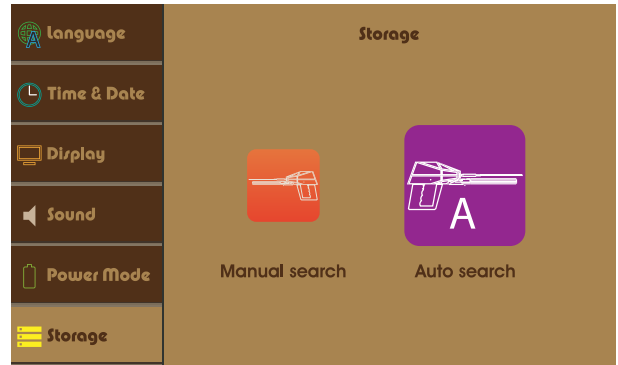 Language
Time & Date
Display
Sound
Power Mode
Storage
Storage
A
Manual search
Auto search